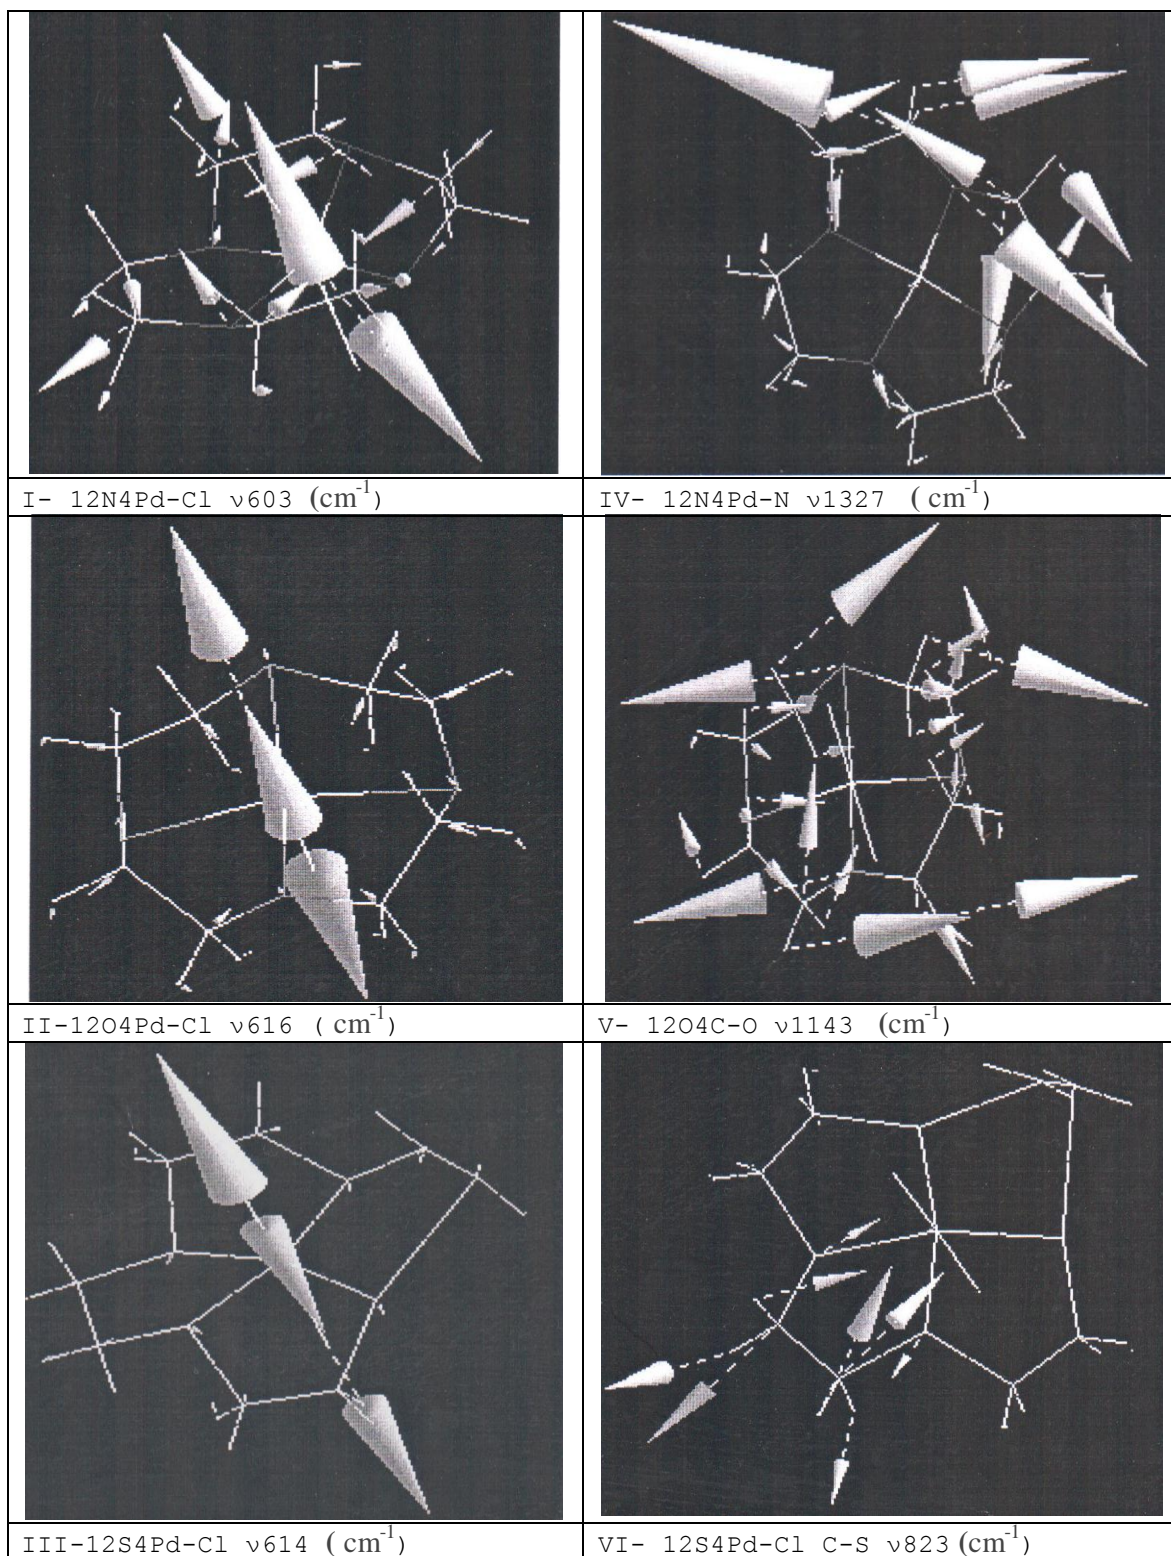 I- 12N4Pd-Cl ν603 (cm⁻¹)
IV- 12N4Pd-N ν1327 ( cm⁻¹)
II-12O4Pd-Cl ν616 ( cm⁻¹)
V- 12O4C-O ν1143 (cm⁻¹)
III-12S4Pd-Cl ν614 ( cm⁻¹)
VI- 12S4Pd-Cl C-S ν823 (cm⁻¹)